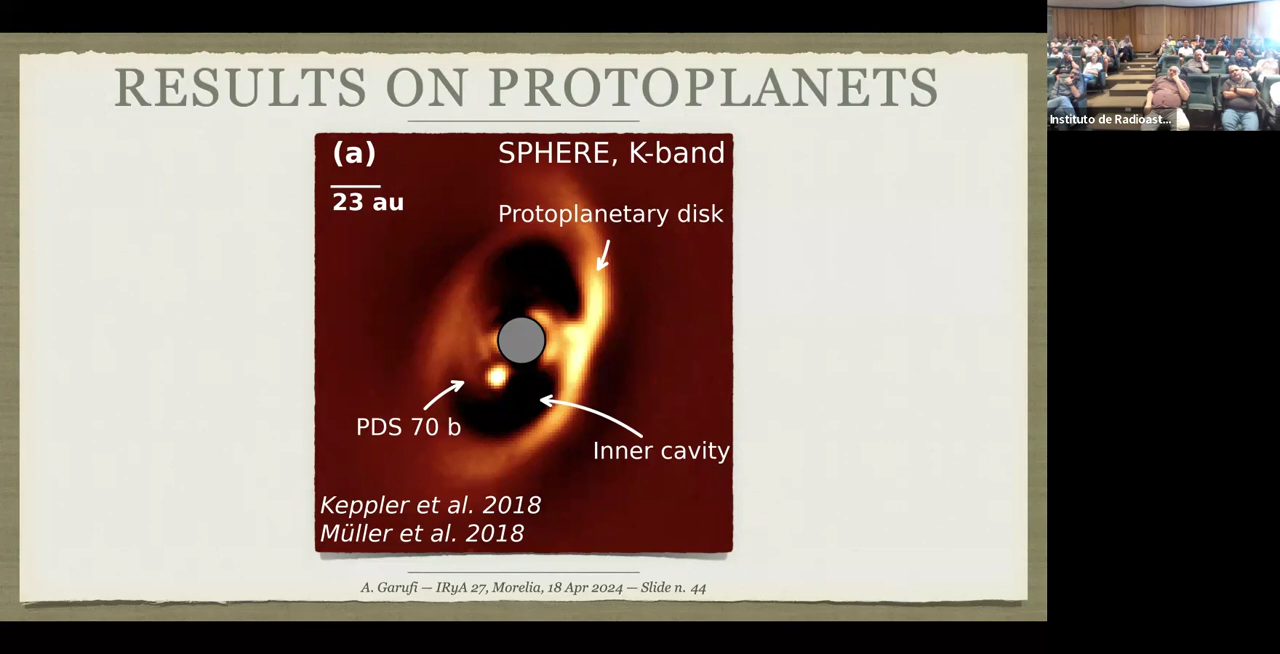 RESULTS ON PROTOPLANETS
(a)
SPHERE, K-band
23 au
Protoplanetary disk
PDS 70 b
Inner cavity
Keppler et al. 2018
Müller et al. 2018
A. Garufi — IRyA 27, Morelia, 18 Apr 2024 — Slide n. 44
Instituto de Radioast...